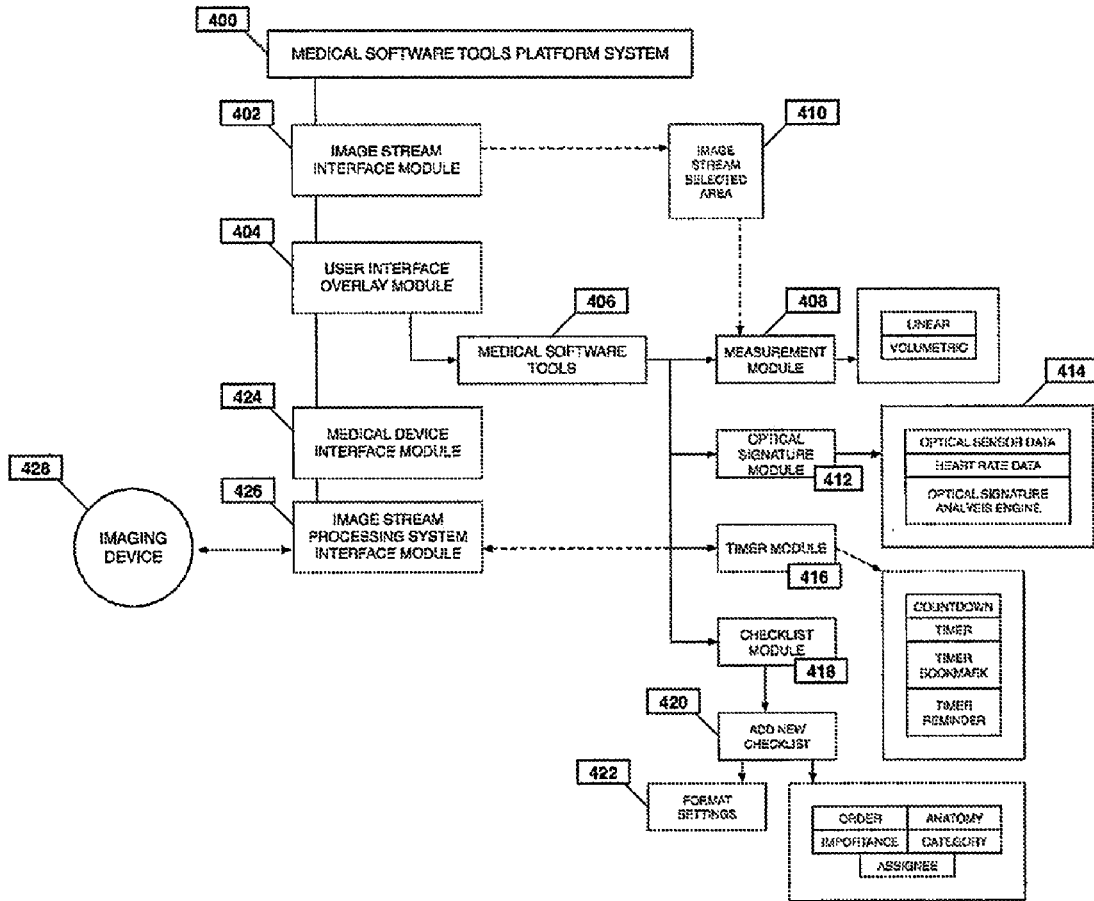 400
MEDICAL SOFTWARE TOOLS PLATFORM SYSTEM
402
IMAGE STREAM
INTERFACE MODULE
410
IMAGE
STREAM
SELECTED
AREA
404
USER INTERFACE
OVERLAY MODULE
406
MEDICAL SOFTWARE
TOOLS
408
MEASUREMENT
MODULE
LINEAR
VOLUMETRIC
414
424
MEDICAL DEVICE
INTERFACE MODULE
OPTICAL
SIGNATURE
MODULE
412
OPTICAL SENSOR DATA
HEART RATE DATA
OPTICAL SIGNATURE
ANALYSIS ENGINE
428
IMAGING
DEVICE
426
IMAGE STREAM
PROCESSING SYSTEM
INTERFACE MODULE
TIMER MODULE
416
COUNTDOWN
TIMER
TIMER
BOOKMARK
TIMER
REMINDER
CHECKLIST
MODULE
418
420
ADD NEW
CHECKLIST
422
FORMAT
SETTINGS
ORDER
ANATOMY
IMPORTANCE
CATEGORY
ASSIGNEE